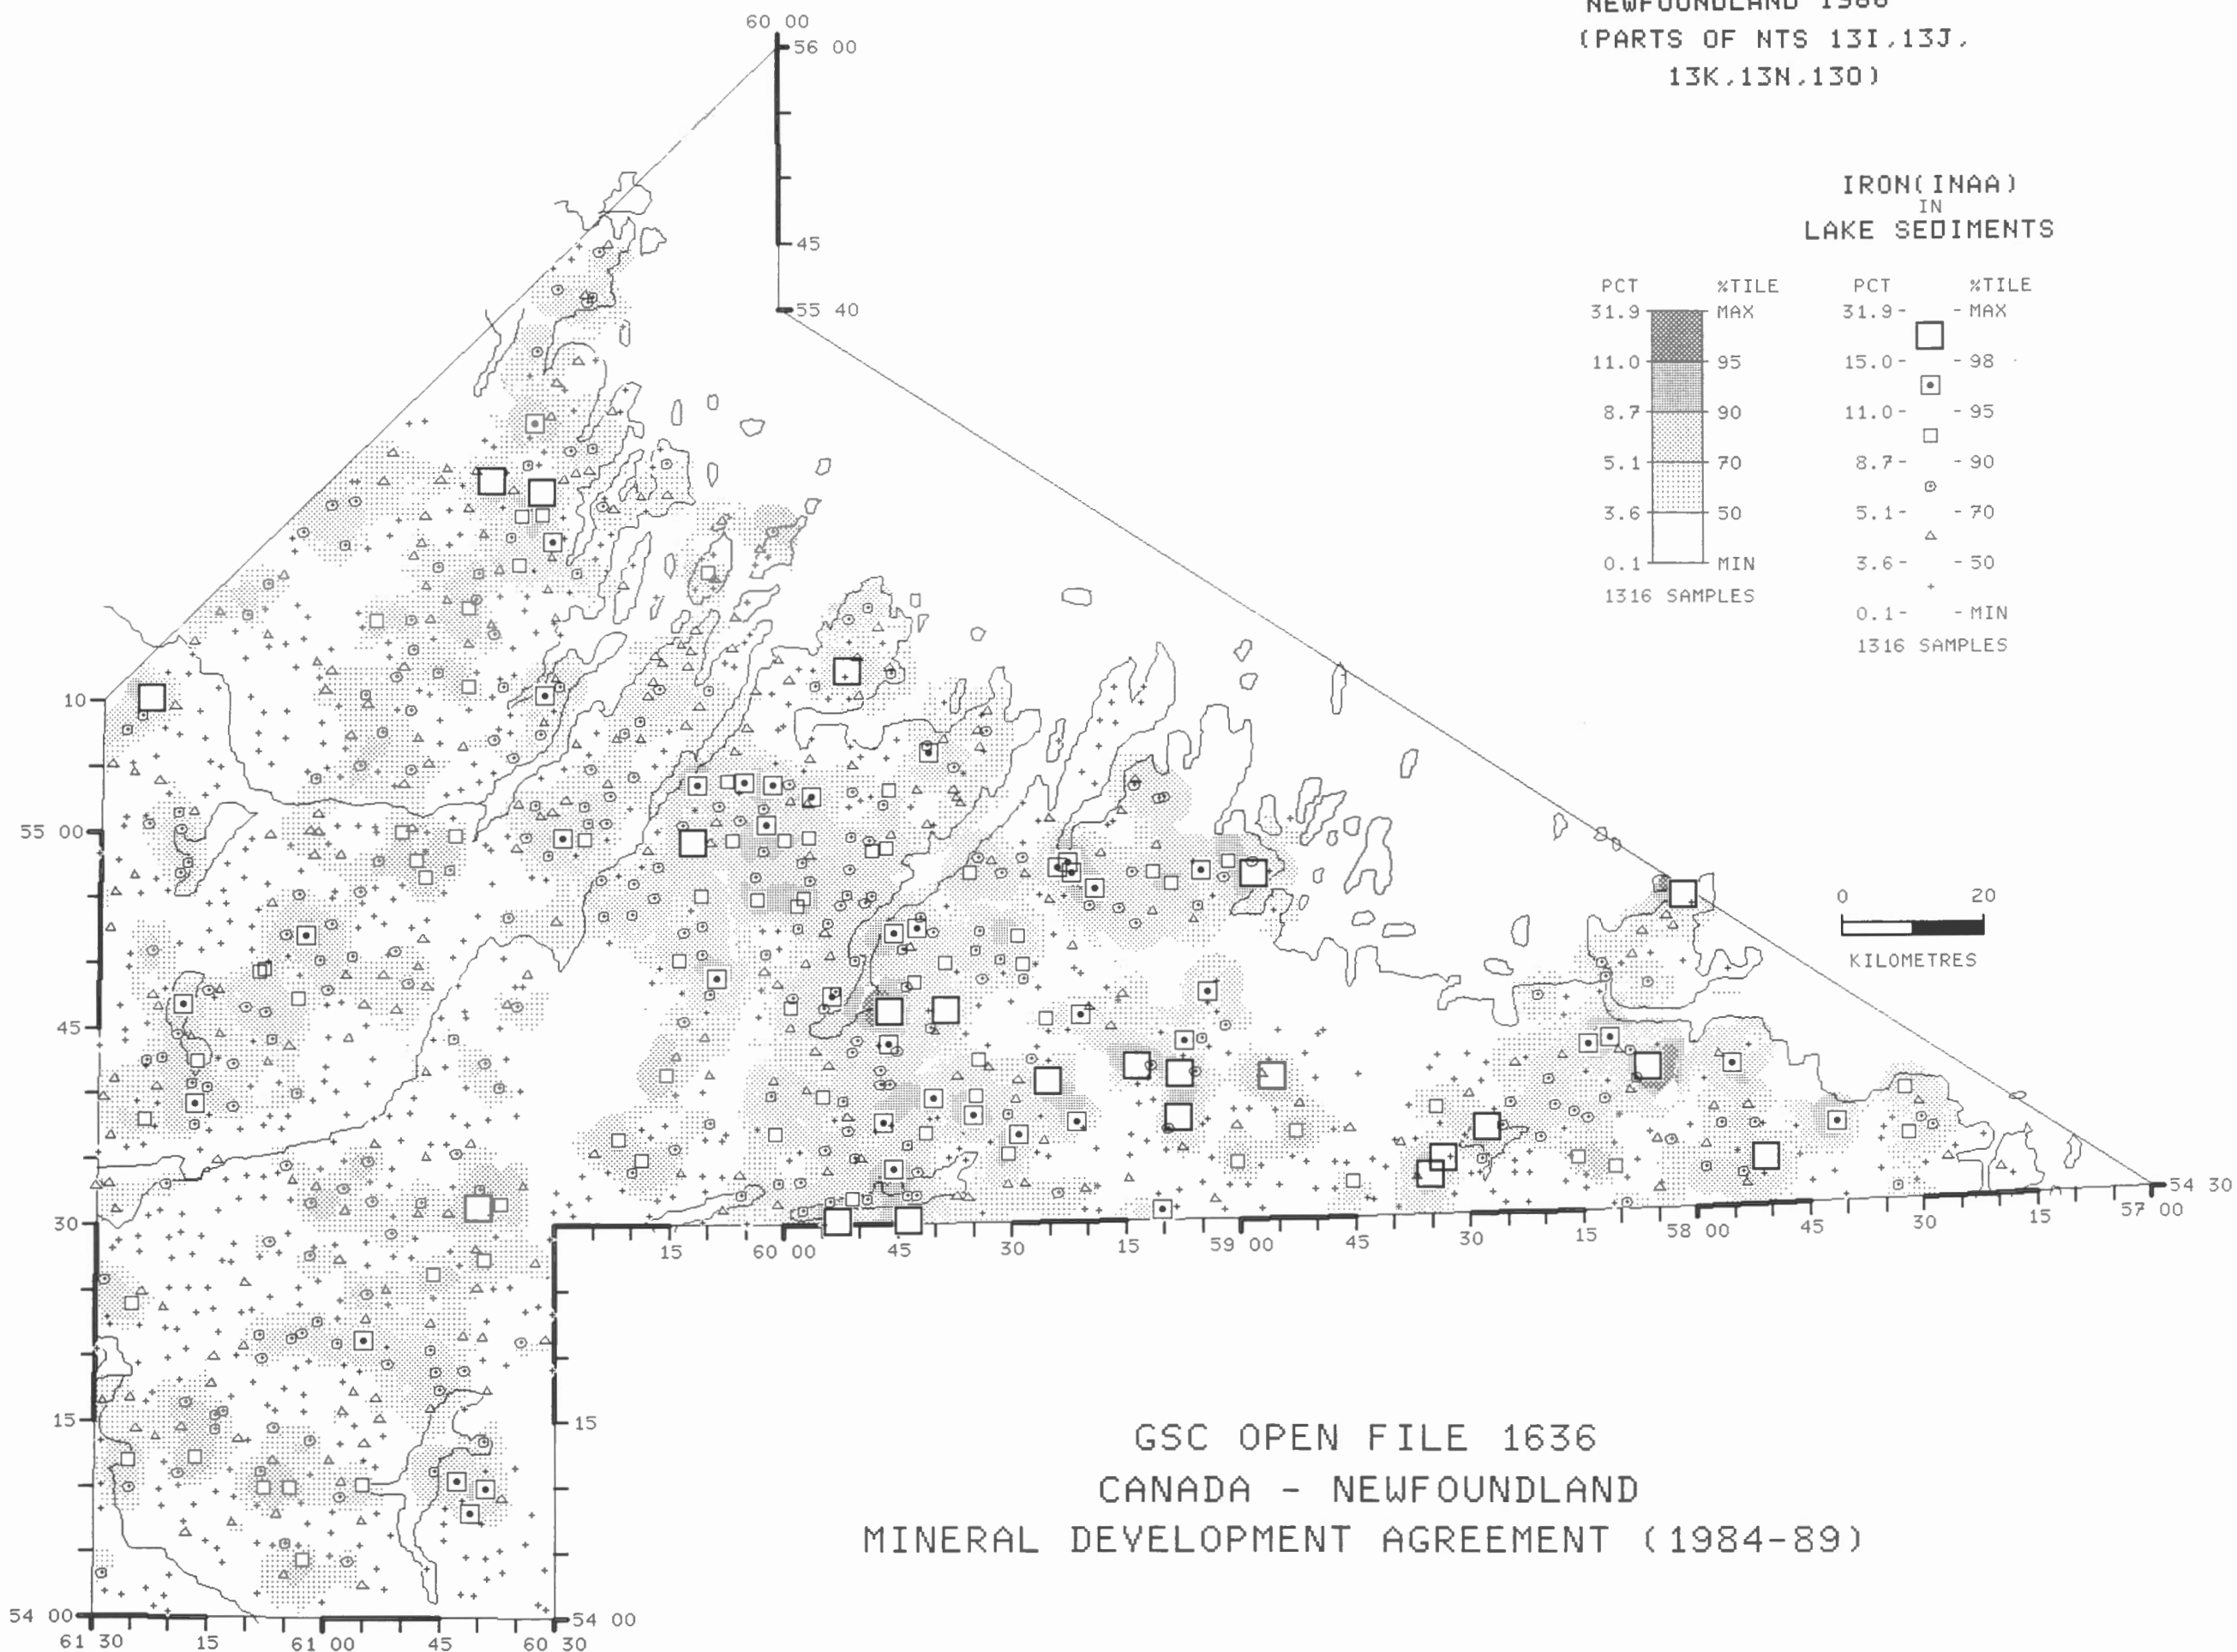 NEWFOUNDLAND 1986
(PARTS OF NTS 13I,13J,
13K,13N,13O)
60 00
56 00
45
55 40
IRON(INAA)
IN
LAKE SEDIMENTS
PCT %TILE PCT %TILE
31.9 MAX 31.9- - MAX
11.0 95 15.0- - 98
8.7 90 11.0- - 95
5.1 70 8.7- - 90
3.6 50 5.1- - 70
0.1 MIN 3.6- - 50
1316 SAMPLES 0.1- - MIN
1316 SAMPLES
10
55 00
45
30
15
54 00
0 20
KILOMETRES
54 30
57 00
15 60 00 45 30 15 59 00 45 30 15 58 00 45 30 15
15
54 00
61 30 15 61 00 45 60 30
GSC OPEN FILE 1636
CANADA - NEWFOUNDLAND
MINERAL DEVELOPMENT AGREEMENT (1984-89)